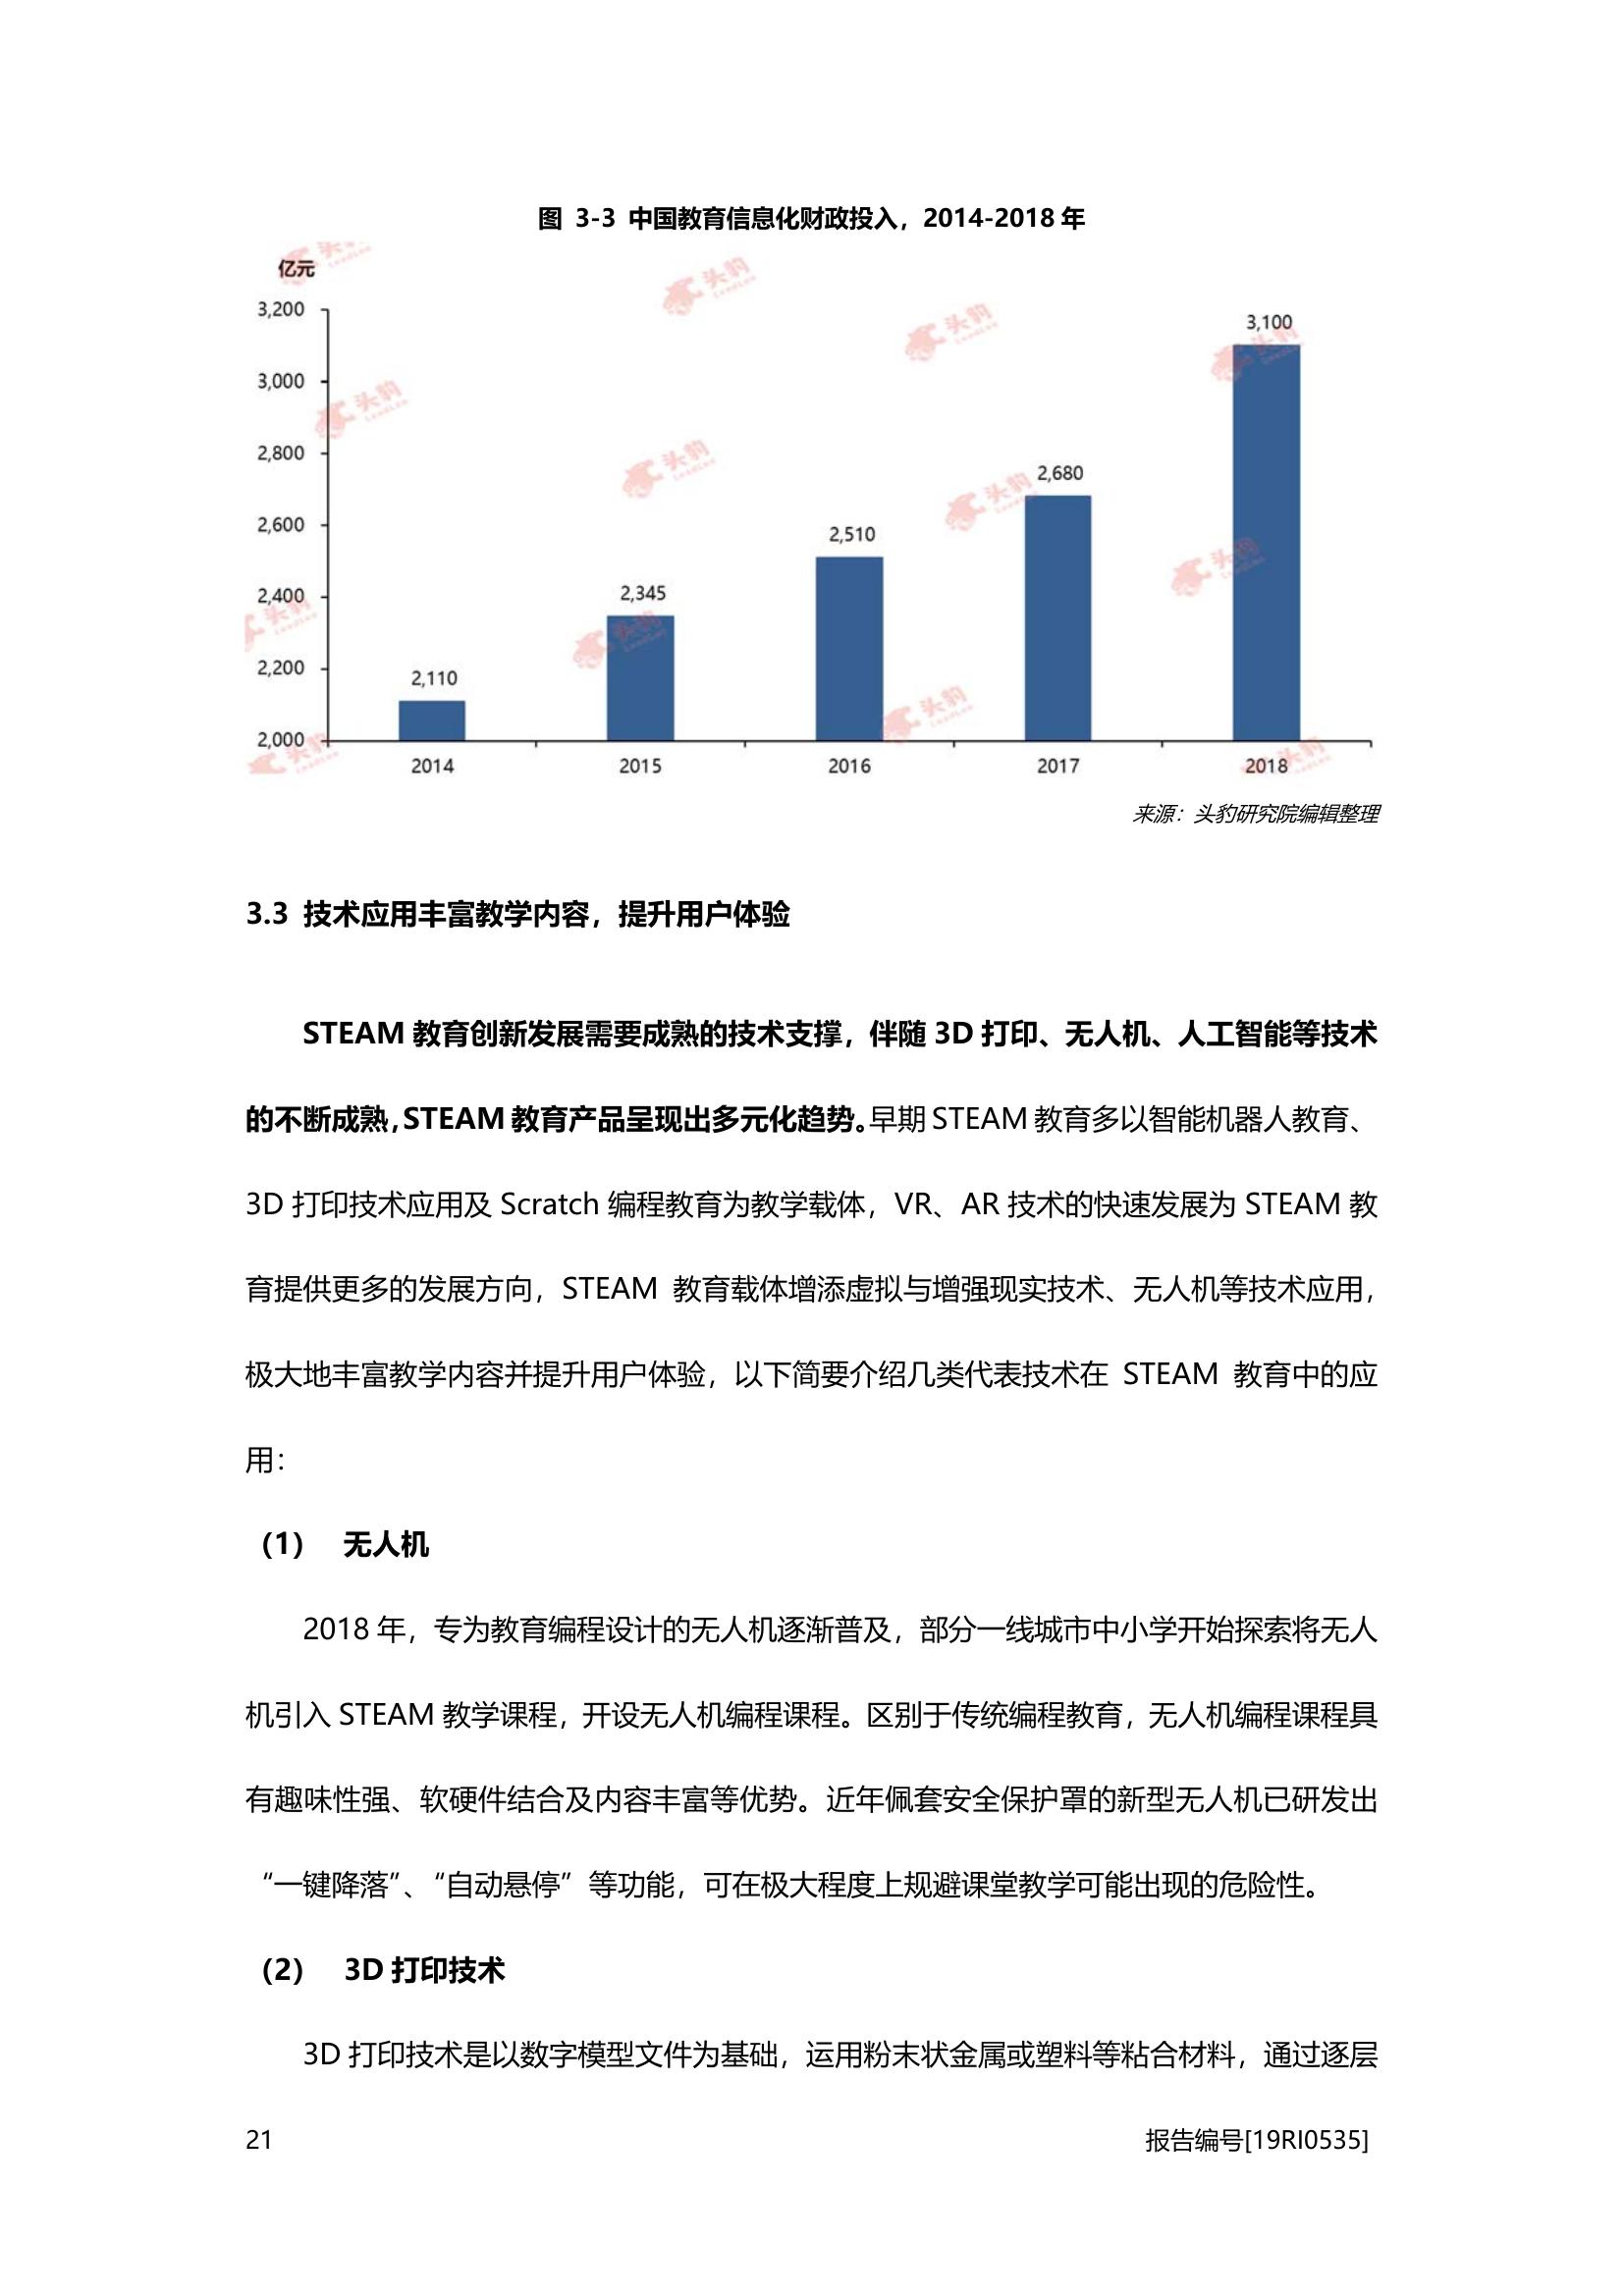 图 3-3 中国教育信息化财政投入，2014-2018 年
亿元
3,200
3,000
2,800
2,600
2,400
2,200
2,000
2,110
2,345
2,510
2,680
3,100
2014
2015
2016
2017
2018
头豹
LeadLeo
来源：头豹研究院编辑整理
3.3 技术应用丰富教学内容，提升用户体验
STEAM 教育创新发展需要成熟的技术支撑，伴随 3D 打印、无人机、人工智能等技术
的不断成熟，STEAM 教育产品呈现出多元化趋势。早期 STEAM 教育多以智能机器人教育、
3D 打印技术应用及 Scratch 编程教育为教学载体，VR、AR 技术的快速发展为 STEAM 教
育提供更多的发展方向，STEAM 教育载体增添虚拟与增强现实技术、无人机等技术应用，
极大地丰富教学内容并提升用户体验，以下简要介绍几类代表技术在 STEAM 教育中的应
用：
（1） 无人机
2018 年，专为教育编程设计的无人机逐渐普及，部分一线城市中小学开始探索将无人
机引入 STEAM 教学课程，开设无人机编程课程。区别于传统编程教育，无人机编程课程具
有趣味性强、软硬件结合及内容丰富等优势。近年佩套安全保护罩的新型无人机已研发出
“一键降落”、“自动悬停”等功能，可在极大程度上规避课堂教学可能出现的危险性。
（2） 3D 打印技术
3D 打印技术是以数字模型文件为基础，运用粉末状金属或塑料等粘合材料，通过逐层
21
报告编号[19RI0535]